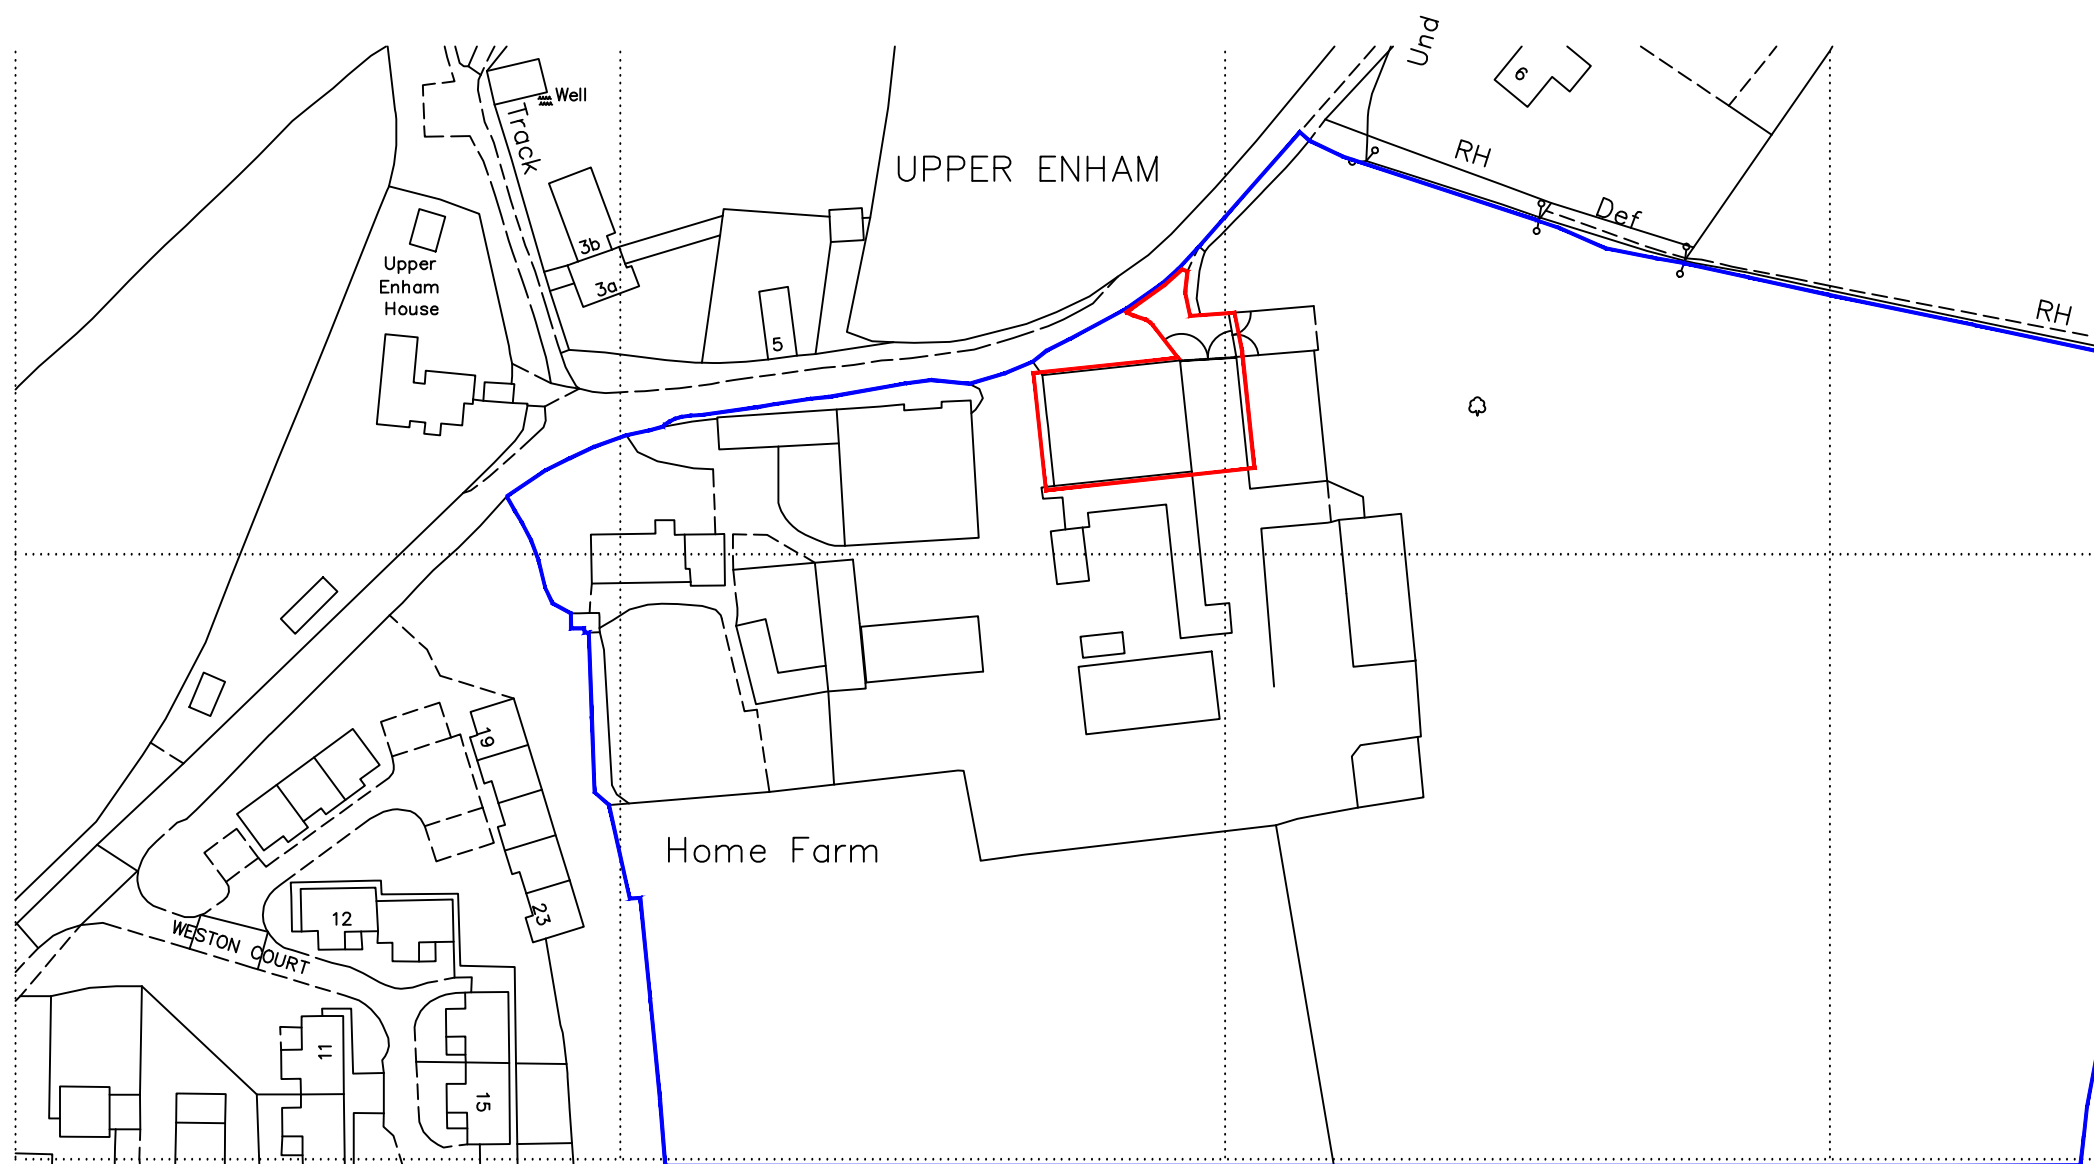 Und
6
Well
Track
RH
UPPER ENHAM
Def
3b
3a
Upper
Enham
House
RH
5
19
Home Farm
23
12
WESTON COURT
11
15